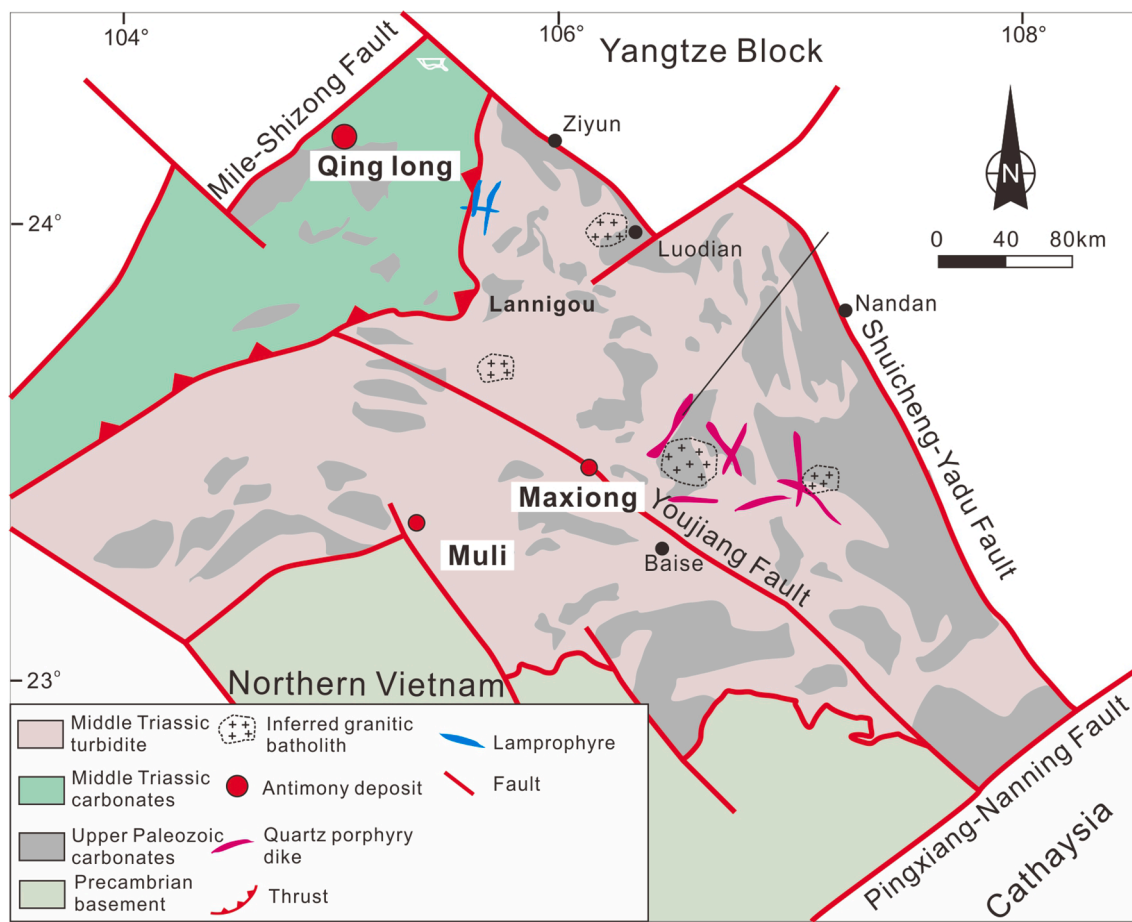 104°
106°
108°
Yangtze Block
Mile-Shizong Fault
Ziyun
Qing long
N
24°
Luodian
0 40 80km
Lannigou
Nandan
Shuicheng-Yadu Fault
Maxiong
Youjiang Fault
Muli
Baise
23°
Northern Vietnam
Pingxiang-Nanning Fault
Cathaysia
Middle Triassic
turbidite
Inferred granitic
batholith
Lamprophyre
Middle Triassic
carbonates
Antimony deposit
Fault
Upper Paleozoic
carbonates
Quartz porphyry
dike
Precambrian
basement
Thrust